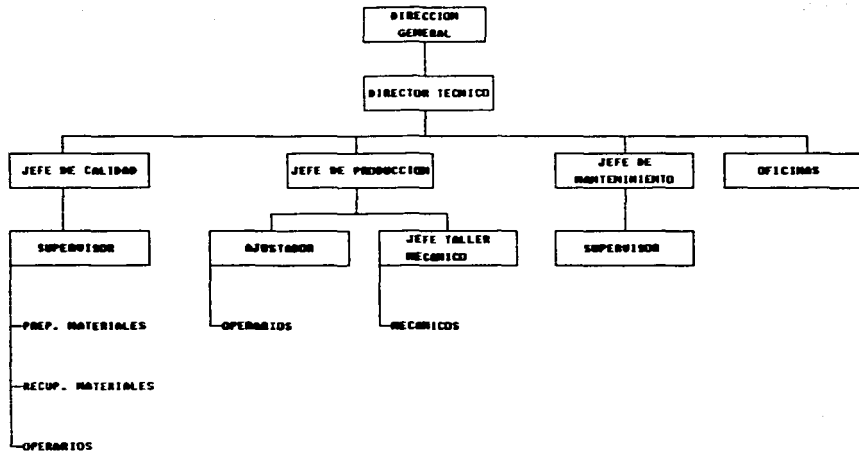 DIRECCION
GENERAL
DIRECTOR TECNICO
JEFE DE CALIDAD
JEFE DE PRODUCCION
JEFE DE
MANTENIMIENTO
OFICINAS
SUPERVISOR
AJUSTADOR
JEFE TALLER
MECANICO
SUPERVISOR
PREP. MATERIALES
OPERARIOS
MECANICOS
RECUP. MATERIALES
OPERARIOS